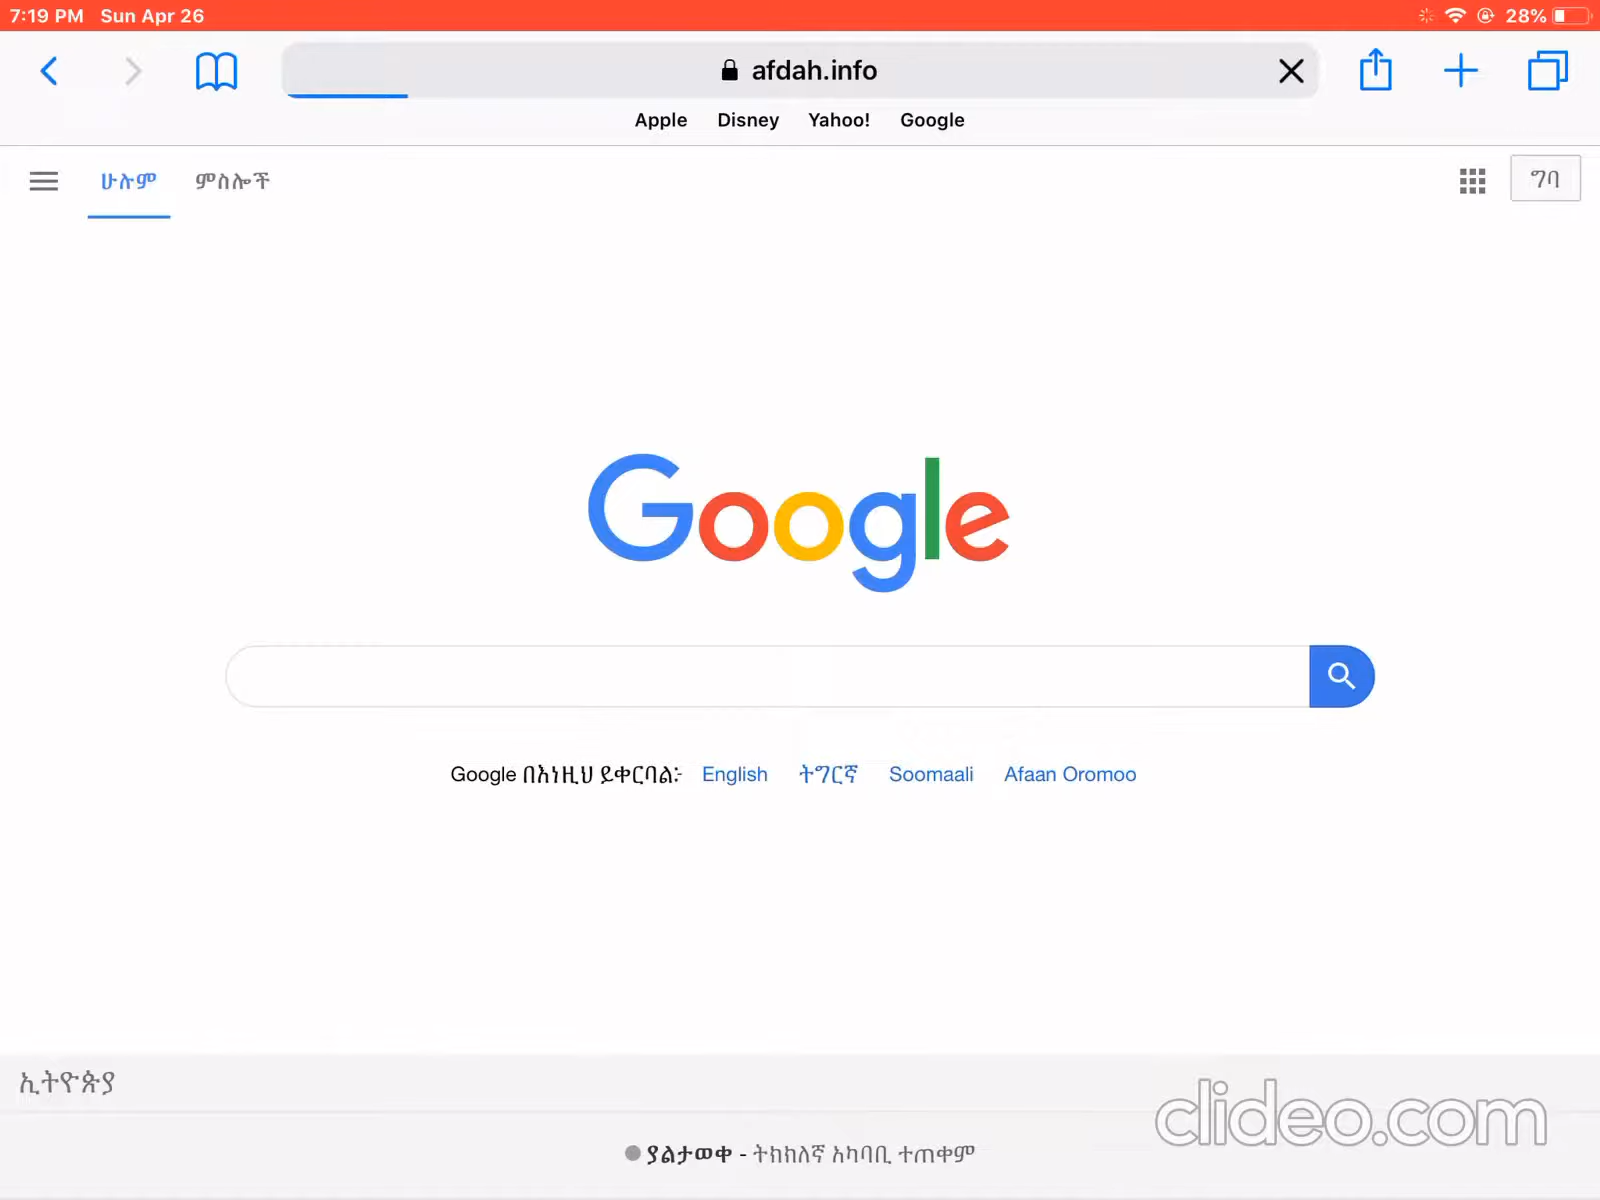 7:19 PM Sun Apr 26 28%
afdah.info
Apple Disney Yahoo! Google
ሁሉም ምስሎች ግባ
Google
Google በእነዚህ ይቀርባል፦ English ትግርኛ Soomaali Afaan Oromoo
ኢትዮጵያ
clideo.com
ያልታወቀ - ትክክለኛ አካባቢ ተጠቀም